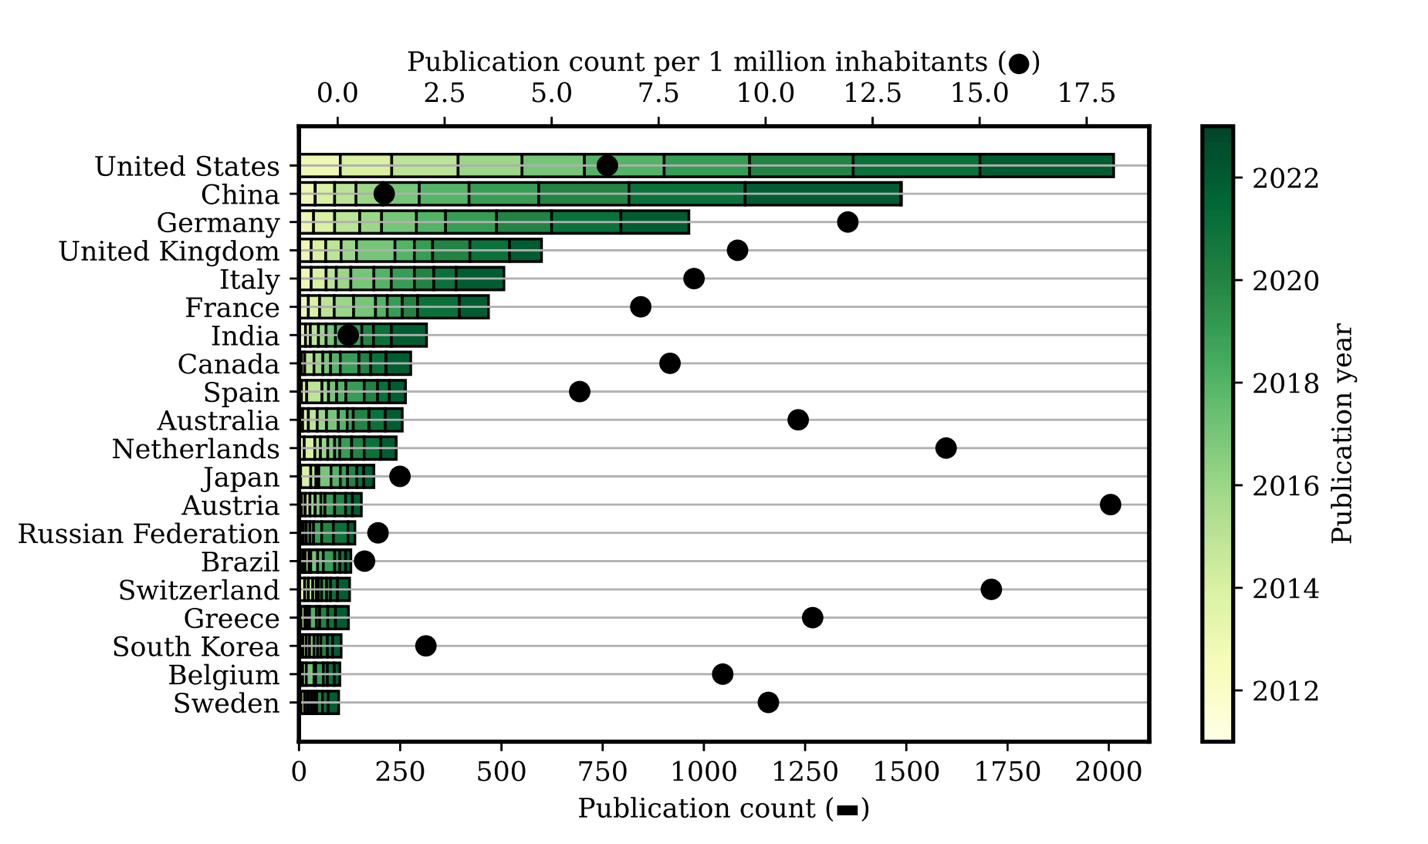 Publication count per 1 million inhabitants (●)
0.0 2.5 5.0 7.5 10.0 12.5 15.0 17.5
United States
China
Germany
United Kingdom
Italy
France
India
Canada
Spain
Australia
Netherlands
Japan
Austria
Russian Federation
Brazil
Switzerland
Greece
South Korea
Belgium
Sweden
0 250 500 750 1000 1250 1500 1750 2000
Publication count (▬)
2022
2020
2018
2016
2014
2012
Publication year